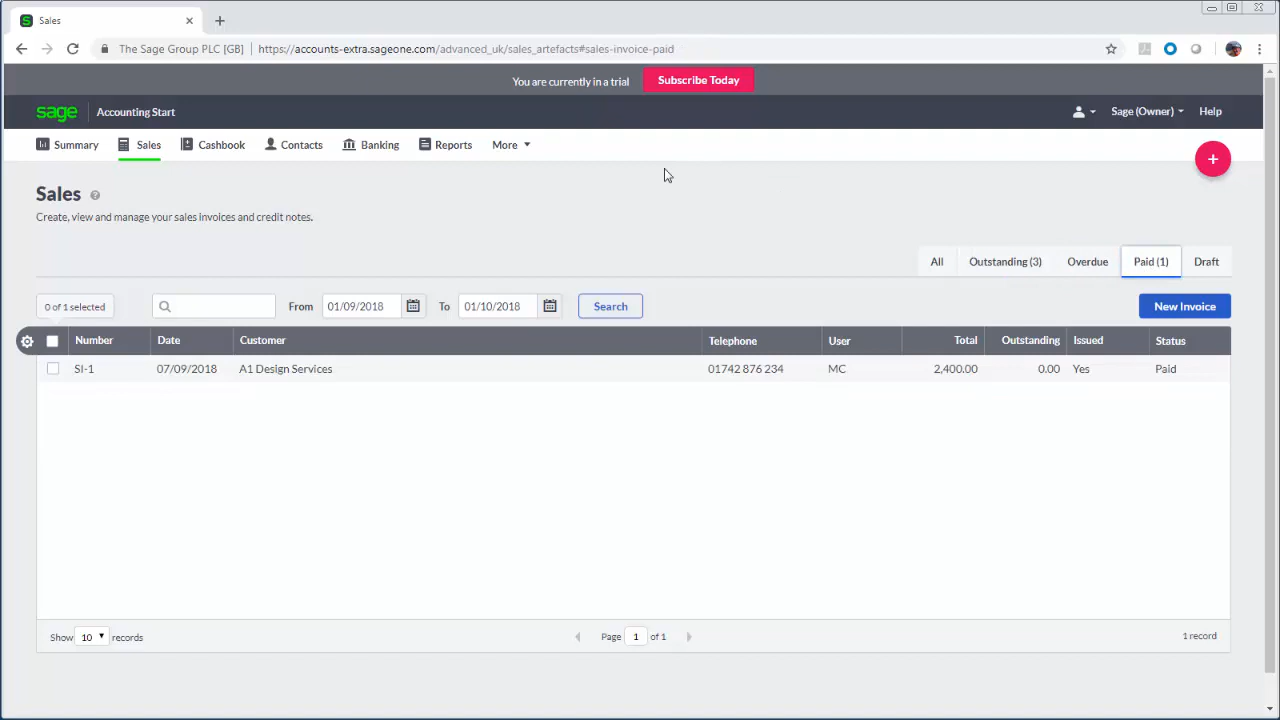 Sales
The Sage Group PLC [GB] https://accounts-extra.sageone.com/advanced_uk/sales_artefacts#sales-invoice-paid
You are currently in a trial Subscribe Today
sage Accounting Start Sage (Owner) Help
Summary Sales Cashbook Contacts Banking Reports More
+
Sales ?
Create, view and manage your sales invoices and credit notes.
All Outstanding (3) Overdue Paid (1) Draft
0 of 1 selected From 01/09/2018 To 01/10/2018 Search New Invoice
Number Date Customer Telephone User Total Outstanding Issued Status
SI-1 07/09/2018 A1 Design Services 01742 876 234 MC 2,400.00 0.00 Yes Paid
Show 10 records Page 1 of 1 1 record